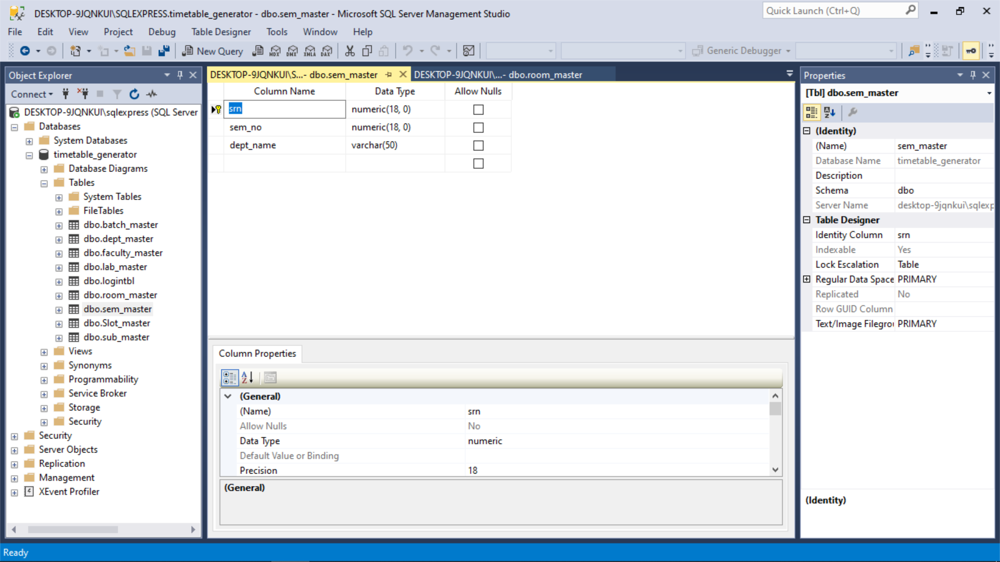 DESKTOP-9JQNKUI\SQLEXPRESS.timetable_generator - dbo.sem_master - Microsoft SQL Server Management Studio
Quick Launch (Ctrl+Q)
File Edit View Project Debug Table Designer Tools Window Help
New Query MDX DMX XMLA DAX Generic Debugger
Object Explorer
Connect
DESKTOP-9JQNKUI\sqlexpress (SQL Server
Databases
System Databases
timetable_generator
Database Diagrams
Tables
System Tables
FileTables
dbo.batch_master
dbo.dept_master
dbo.faculty_master
dbo.lab_master
dbo.logintbl
dbo.room_master
dbo.sem_master
dbo.Slot_master
dbo.sub_master
Views
Synonyms
Programmability
Service Broker
Storage
Security
Security
Server Objects
Replication
Management
XEvent Profiler
DESKTOP-9JQNKUI\S...- dbo.sem_master DESKTOP-9JQNKUI\...- dbo.room_master
Column Name Data Type Allow Nulls
srn numeric(18, 0)
sem_no numeric(18, 0)
dept_name varchar(50)
Column Properties
(General)
(Name) srn
Allow Nulls No
Data Type numeric
Default Value or Binding
Precision 18
(General)
Properties
[Tbl] dbo.sem_master
(Identity)
(Name) sem_master
Database Name timetable_generator
Description
Schema dbo
Server Name desktop-9jqnkui\sqlexp
Table Designer
Identity Column srn
Indexable Yes
Lock Escalation Table
Regular Data Space PRIMARY
Replicated No
Row GUID Column
Text/Image Filegrou PRIMARY
(Identity)
Ready